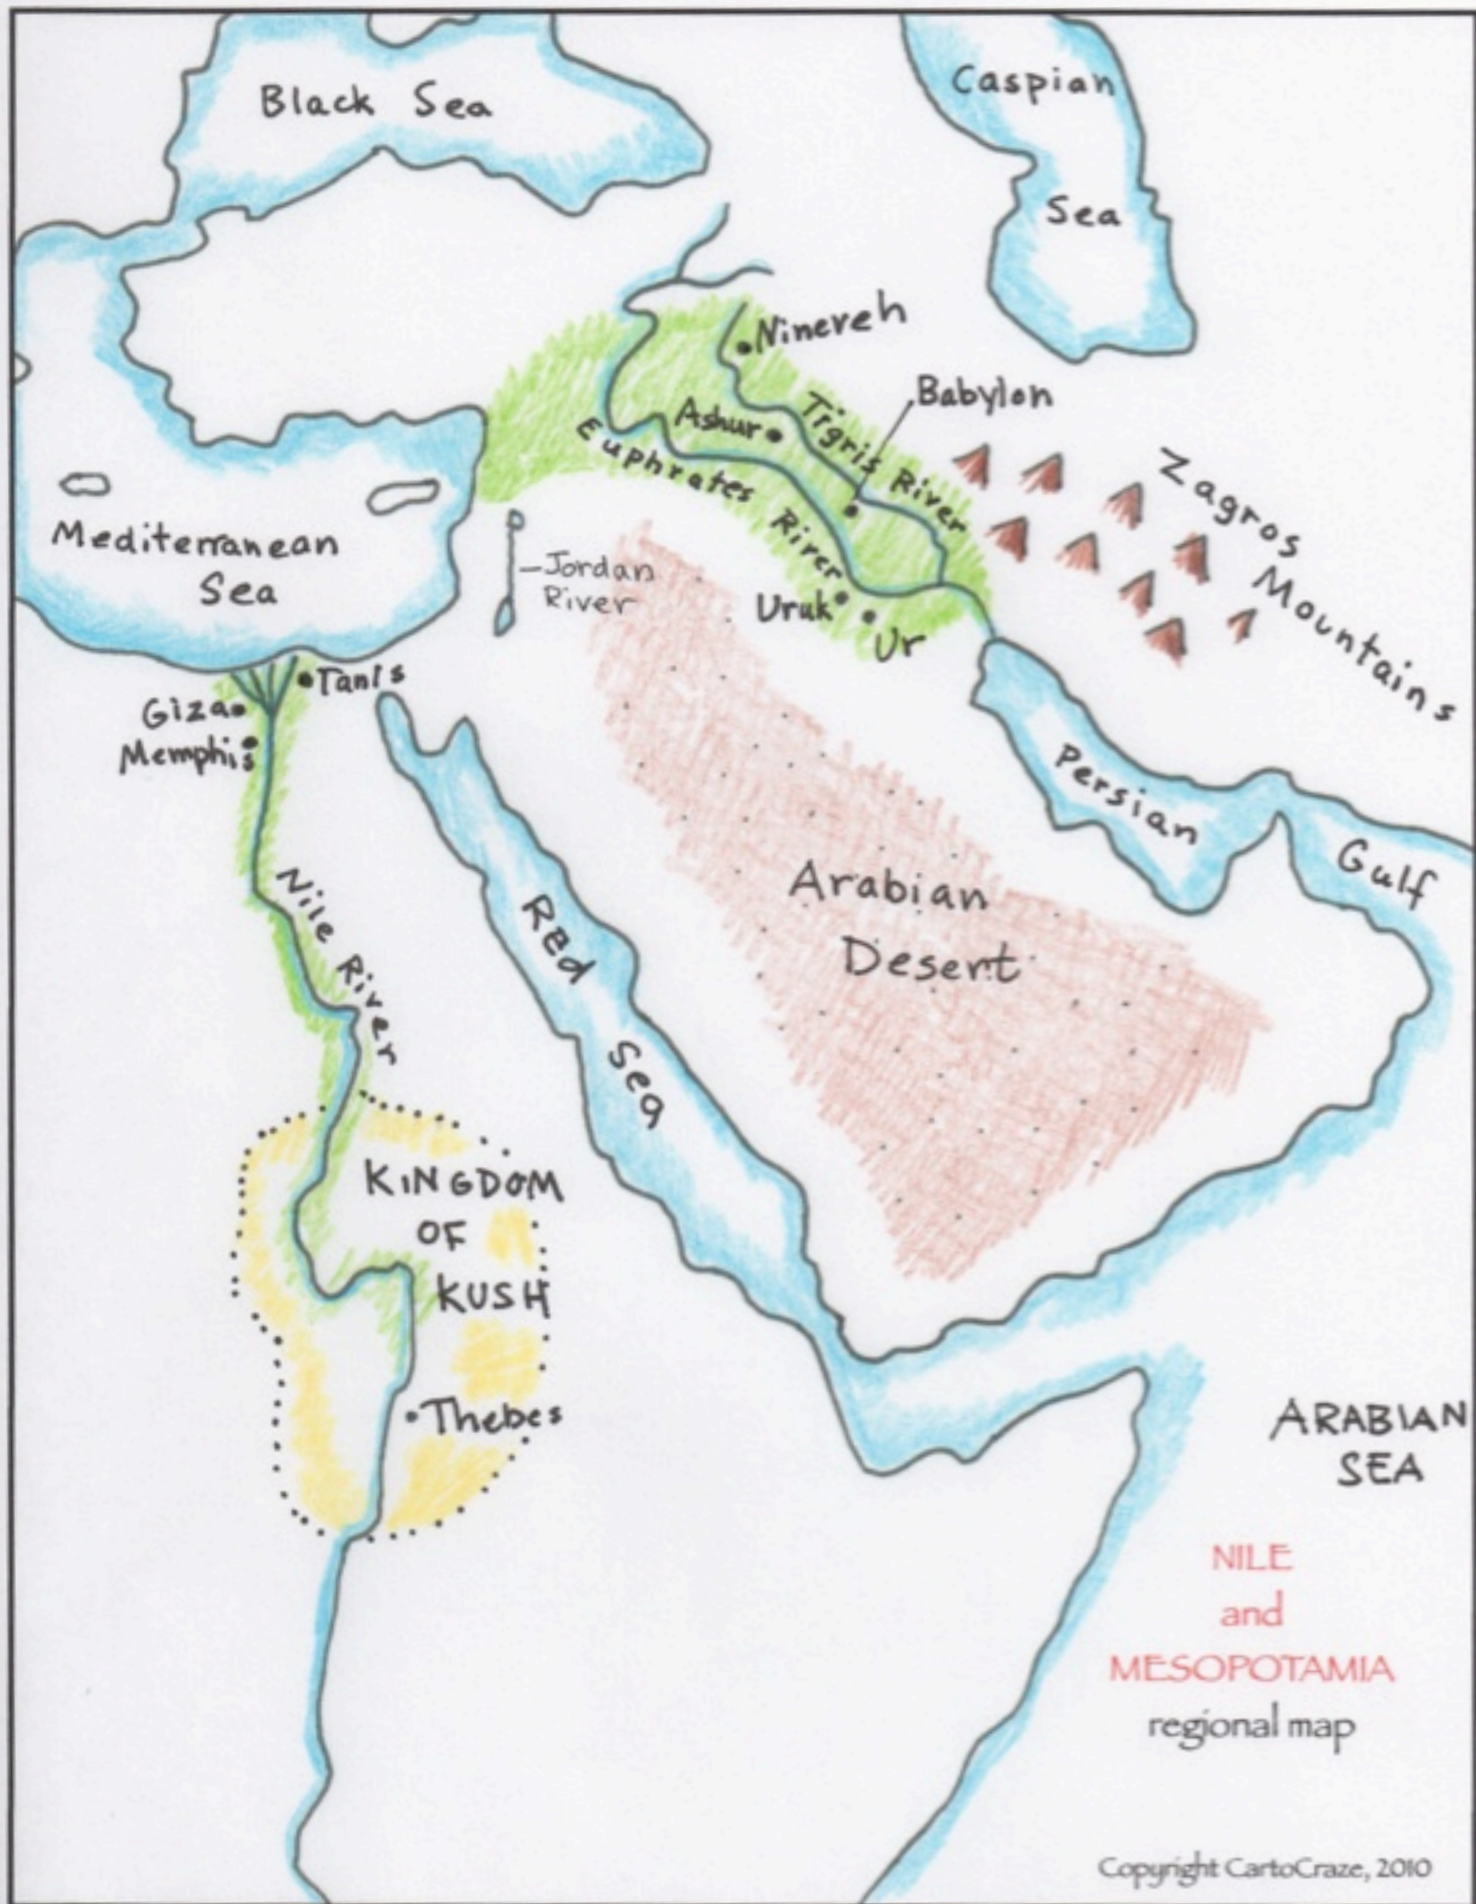 Black Sea
Caspian
Sea
Ninereh
Babylon
Ashur
Tigris River
Euphrates River
Zagros Mountains
Mediterranean
Sea
Jordan
River
Uruk
Ur
Tanis
Giza
Memphis
Persian Gulf
Nile River
Red Sea
Arabian
Desert
KINGDOM
OF
KUSH
Thebes
ARABIAN
SEA
NILE
and
MESOPOTAMIA
regional map
Copyright CartoCraze, 2010